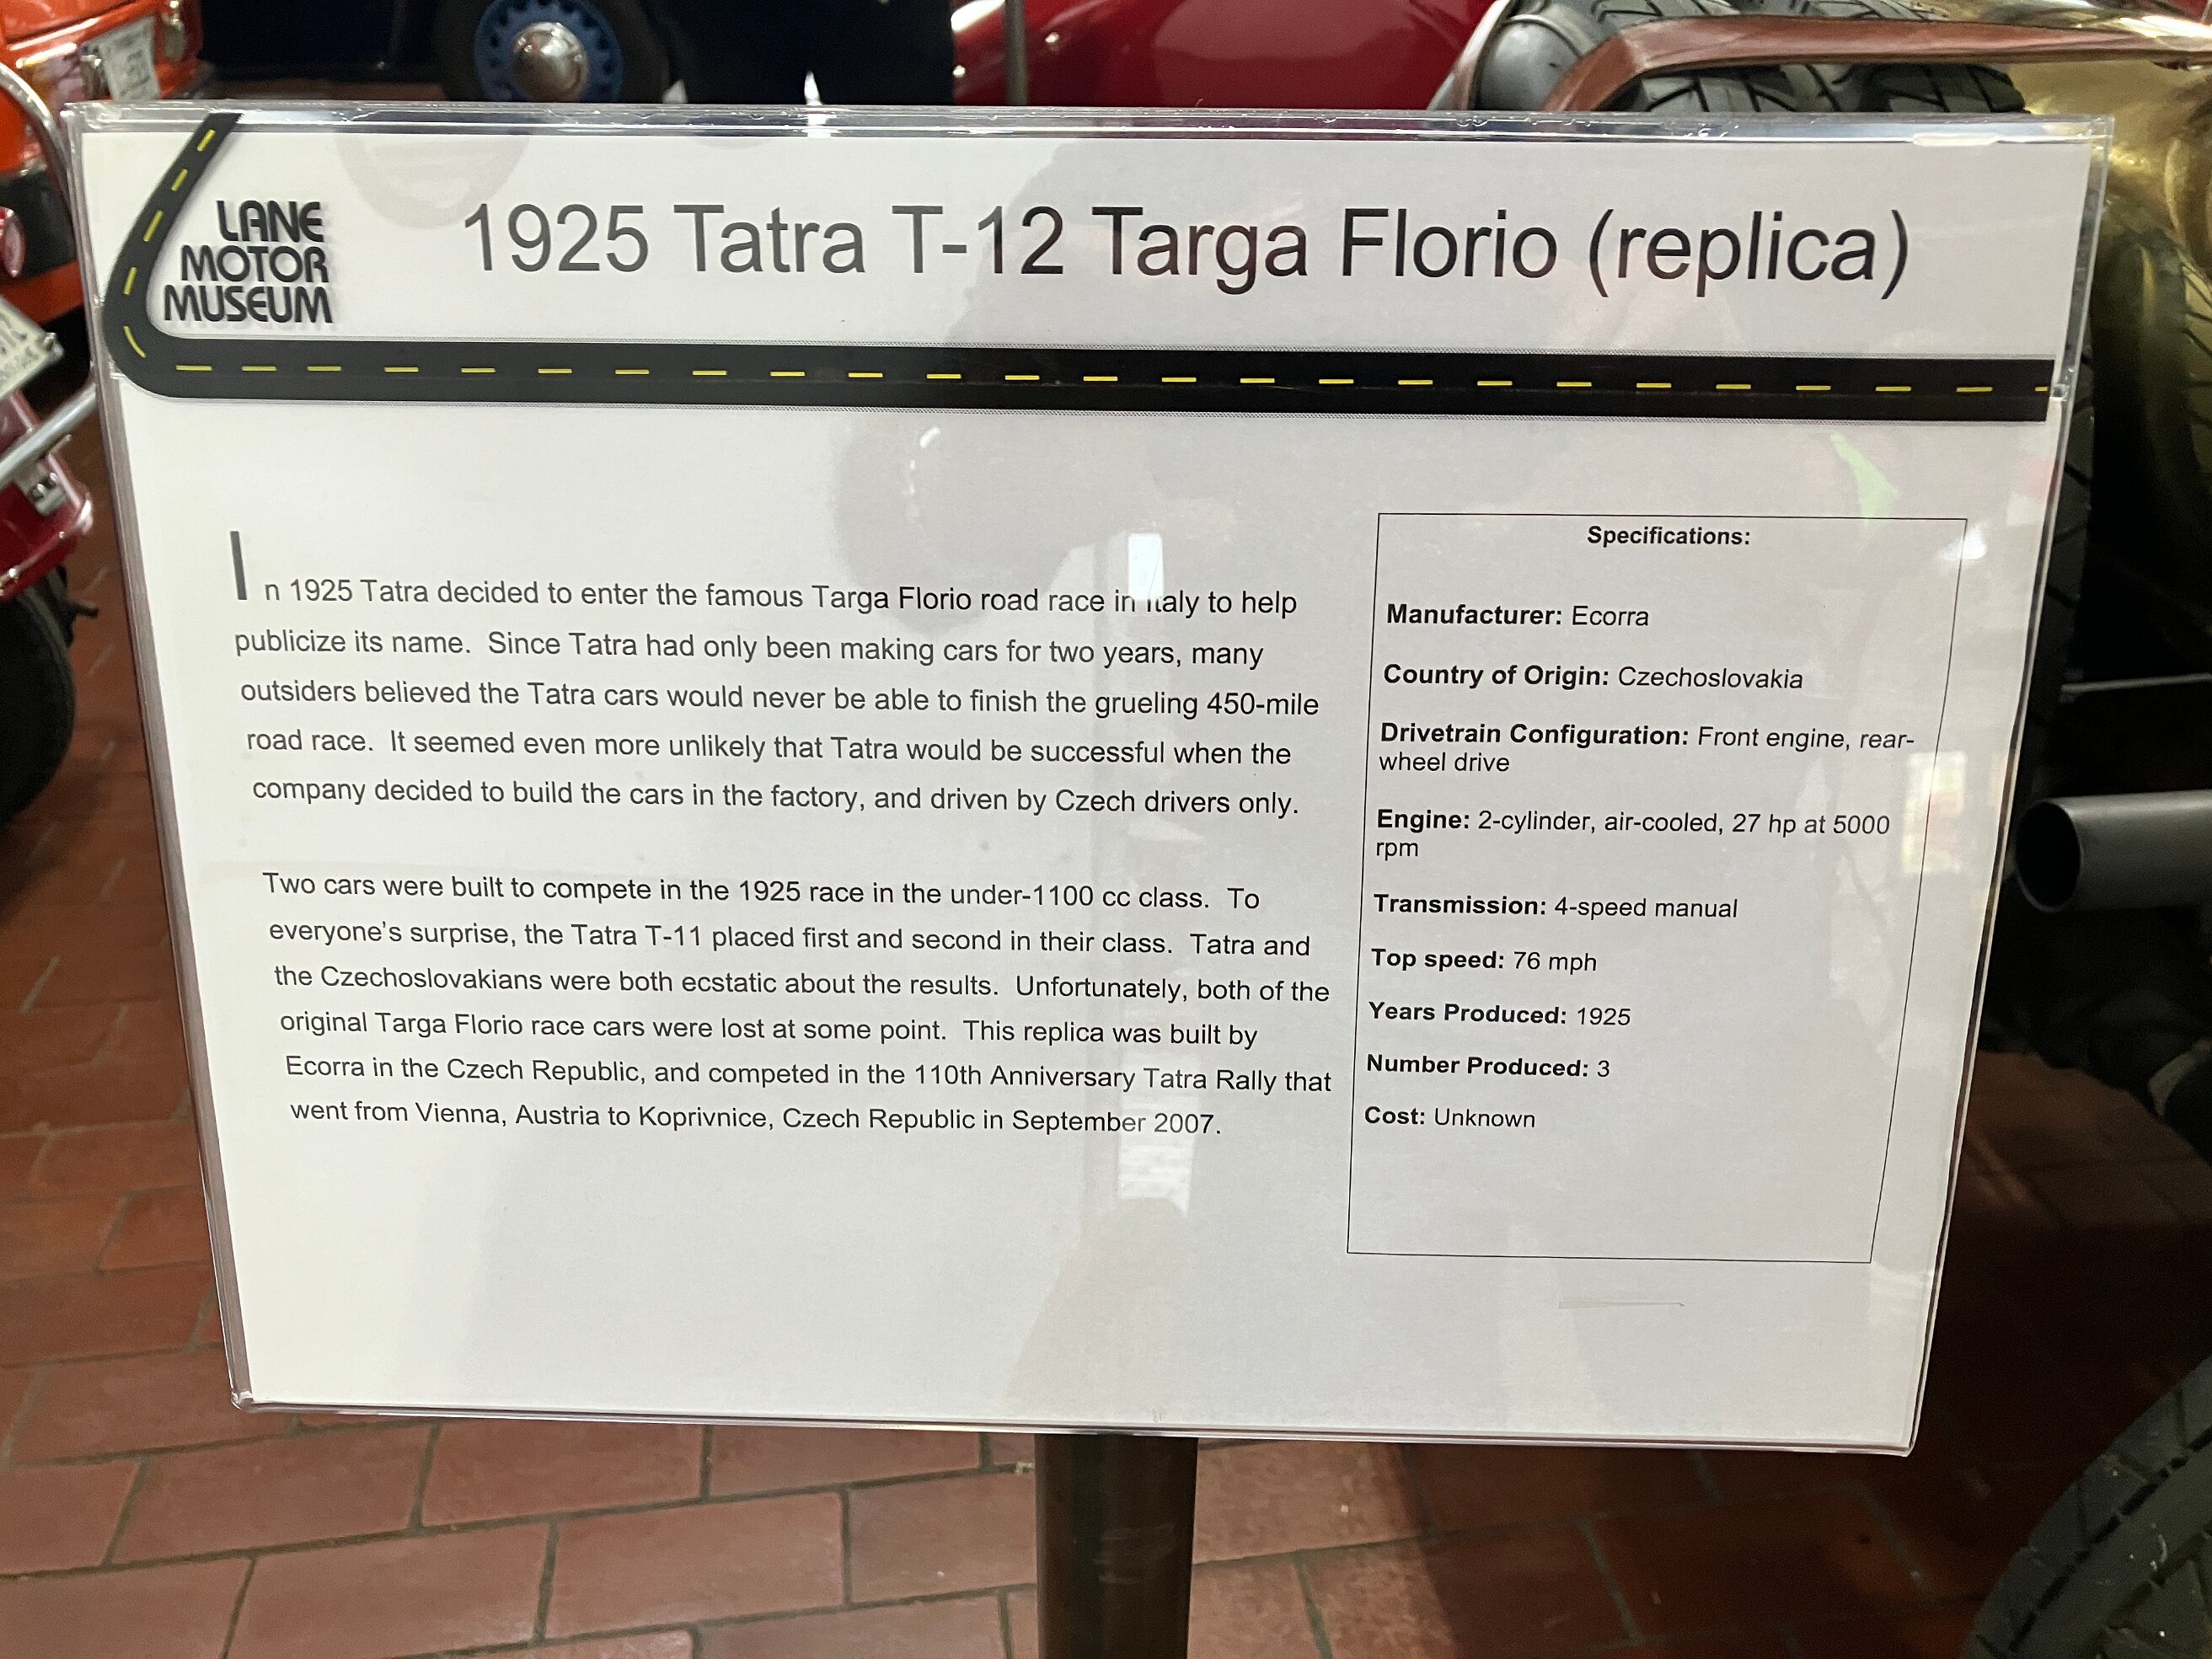 LANE
MOTOR
MUSEUM
1925 Tatra T-12 Targa Florio (replica)
In 1925 Tatra decided to enter the famous Targa Florio road race in Italy to help
publicize its name. Since Tatra had only been making cars for two years, many
outsiders believed the Tatra cars would never be able to finish the grueling 450-mile
road race. It seemed even more unlikely that Tatra would be successful when the
company decided to build the cars in the factory, and driven by Czech drivers only.
Two cars were built to compete in the 1925 race in the under-1100 cc class. To
everyone's surprise, the Tatra T-11 placed first and second in their class. Tatra and
the Czechoslovakians were both ecstatic about the results. Unfortunately, both of the
original Targa Florio race cars were lost at some point. This replica was built by
Ecorra in the Czech Republic, and competed in the 110th Anniversary Tatra Rally that
went from Vienna, Austria to Koprivnice, Czech Republic in September 2007.
Specifications:
Manufacturer: Ecorra
Country of Origin: Czechoslovakia
Drivetrain Configuration: Front engine, rear-
wheel drive
Engine: 2-cylinder, air-cooled, 27 hp at 5000
rpm
Transmission: 4-speed manual
Top speed: 76 mph
Years Produced: 1925
Number Produced: 3
Cost: Unknown